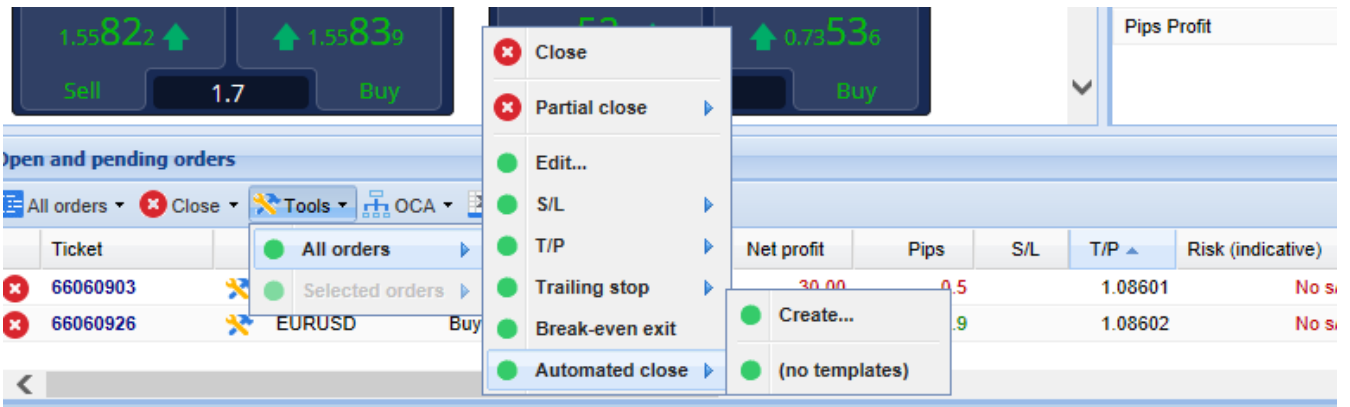 1.55822 1.55839 0.73536 Pips Profit
Sell 1.7 Buy Buy
Close
Partial close
Edit...
S/L
T/P
Trailing stop
Break-even exit
Automated close
Create...
(no templates)
Open and pending orders
All orders Close Tools OCA
All orders
Selected orders
Ticket Net profit Pips S/L T/P Risk (indicative)
66060903 30.00 0.5 1.08601 No
66060926 EURUSD Buy .9 1.08602 No